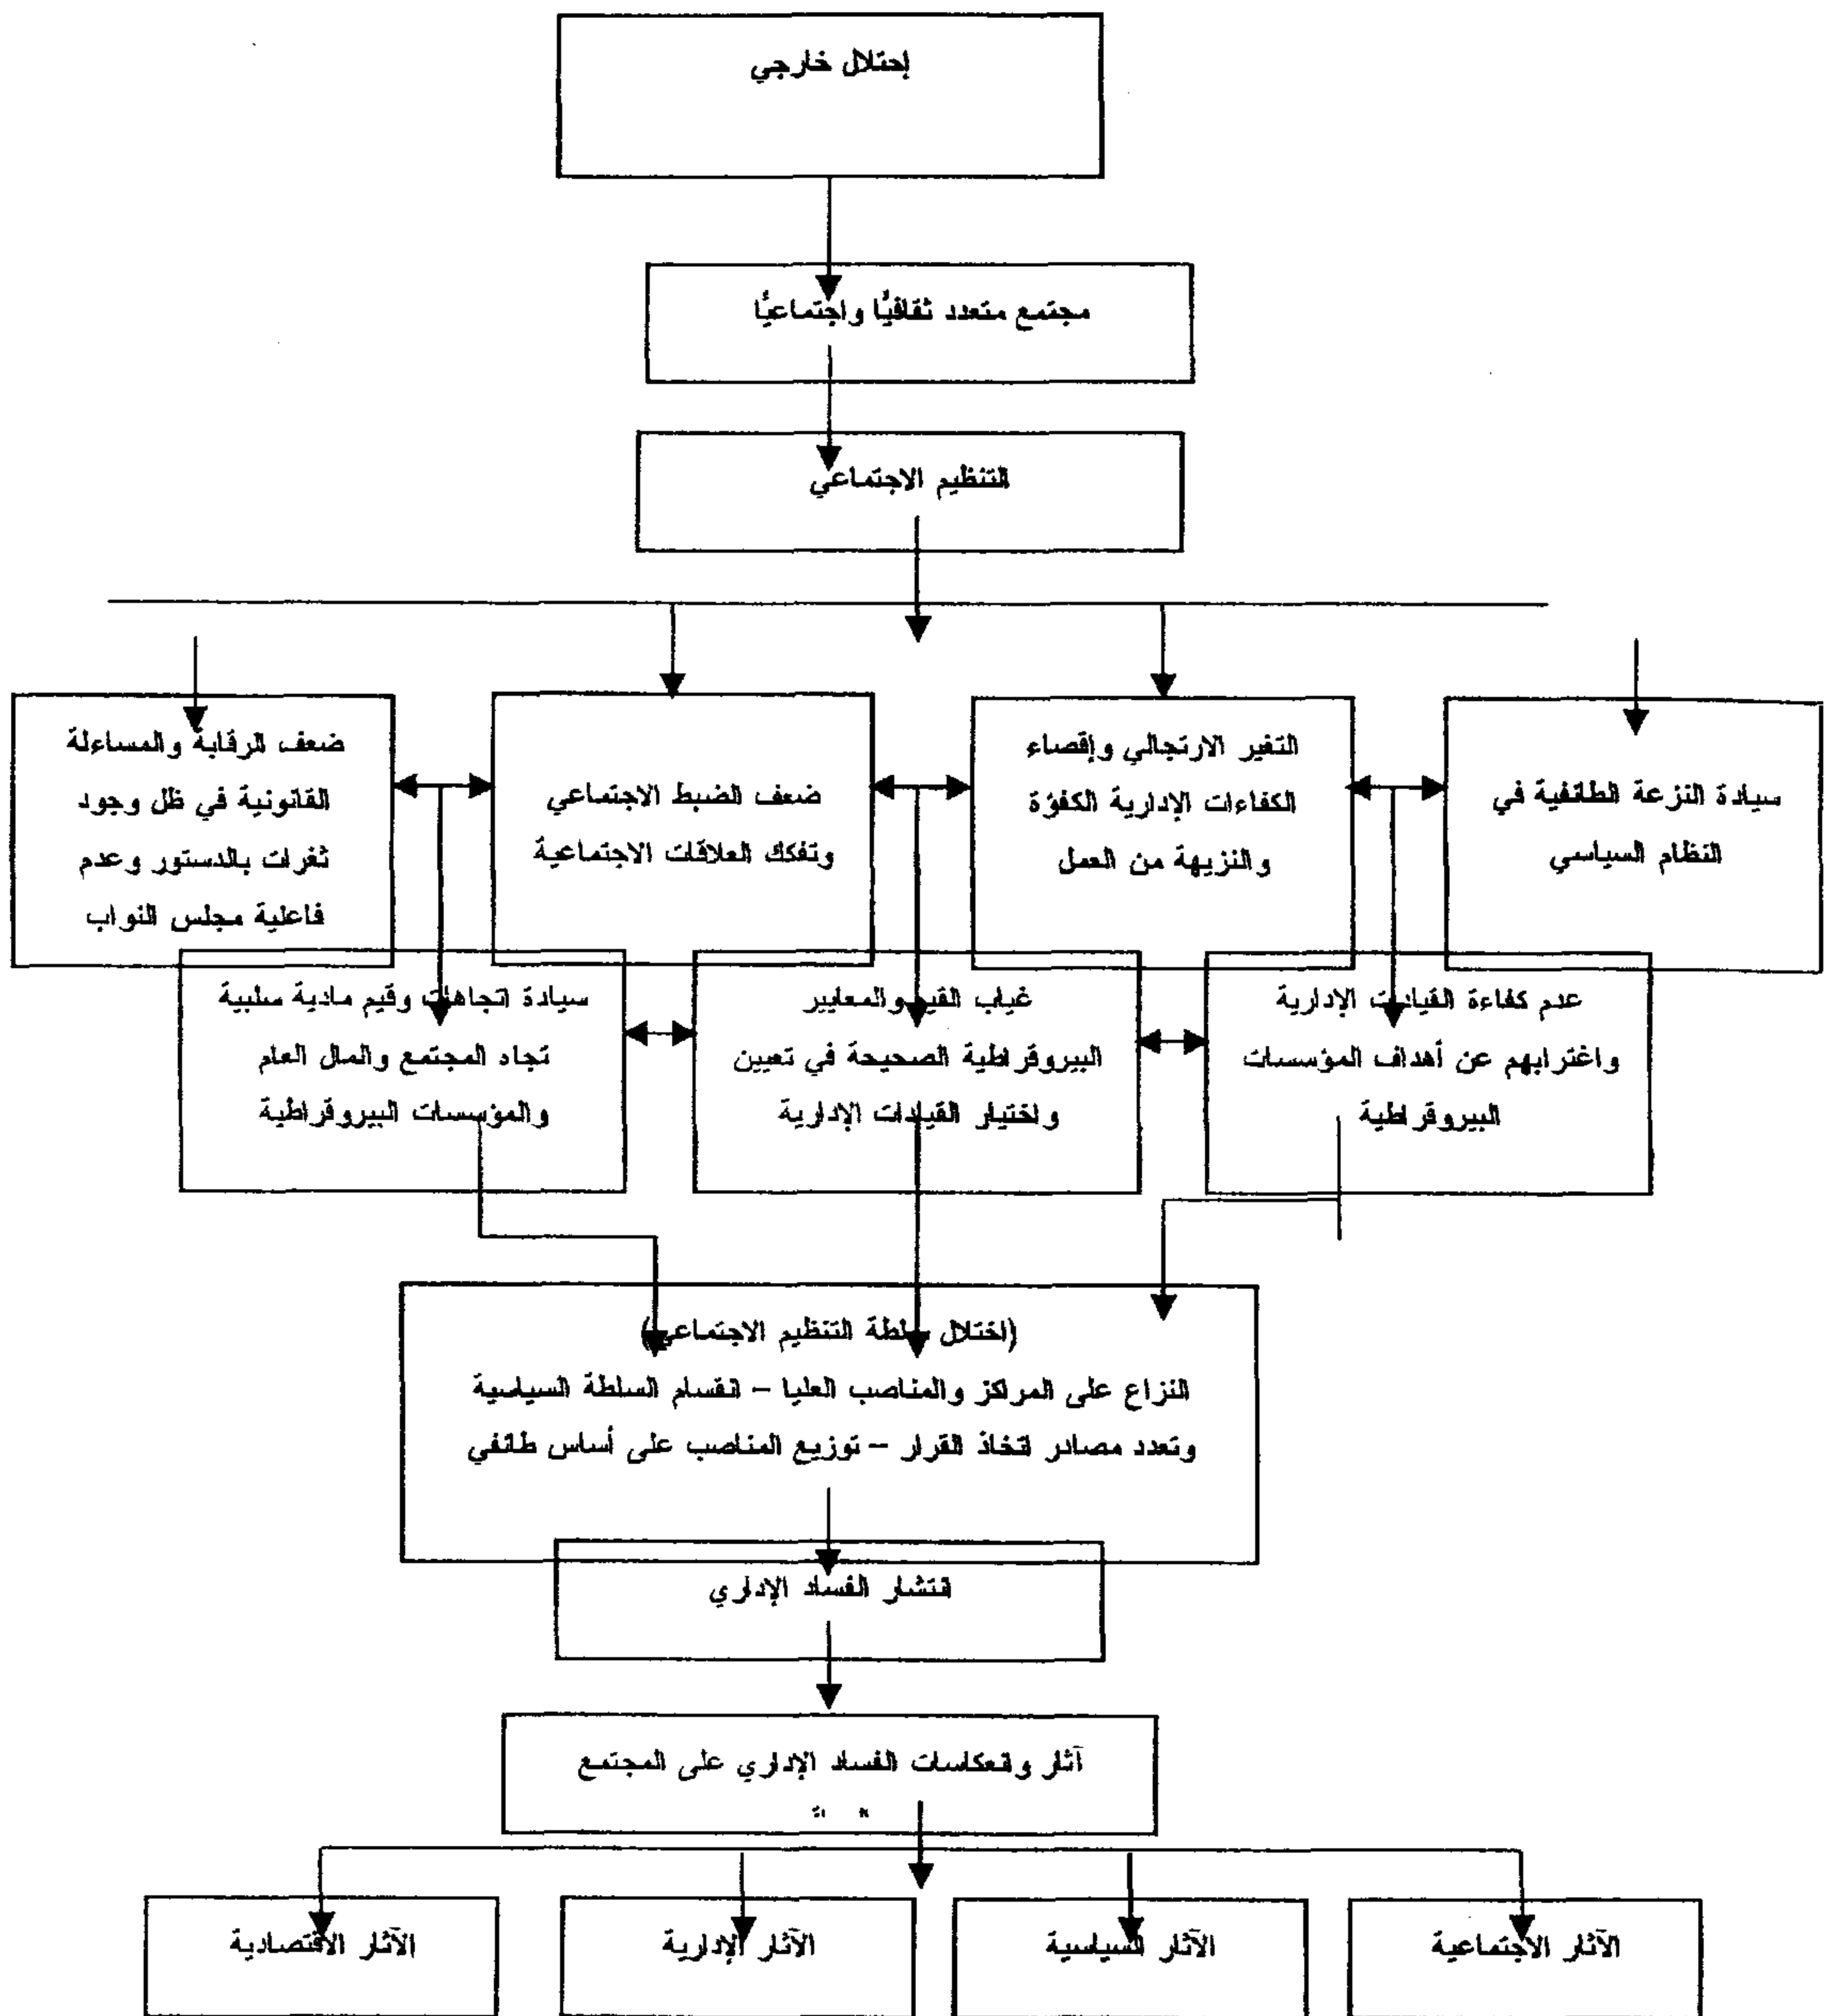 إحتلال خارجي
مجتمع متعدد ثقافيًا واجتماعيًا
التنظيم الاجتماعي
سيادة النزعة الطائفية في
النظام السياسي
التغير الارتجالي وإقصاء
الكفاءات الإدارية الكفؤة
والنزيهة من العمل
ضعف الضبط الاجتماعي
وتفكك العلاقات الاجتماعية
ضعف الرقابة والمساءلة
القانونية في ظل وجود
ثغرات بالدستور وعدم
فاعلية مجلس النواب
عدم كفاءة القيادات الإدارية
واغترابهم عن أهداف المؤسسات
البيروقراطية
غياب القيم والمعايير
البيروقراطية الصحيحة في تعيين
واختيار القيادات الإدارية
سيادة اتجاهات وقيم مادية سلبية
تجاه المجتمع والمال العام
والمؤسسات البيروقراطية
(اختلال سلطة التنظيم الاجتماعي)
النزاع على المراكز والمناصب العليا – انقسام السلطة السياسية
وتعدد مصادر اتخاذ القرار – توزيع المناصب على أساس طائفي
انتشار الفساد الإداري
آثار وانعكاسات الفساد الإداري على المجتمع
الآثار الاجتماعية
الآثار السياسية
الآثار الإدارية
الآثار الاقتصادية